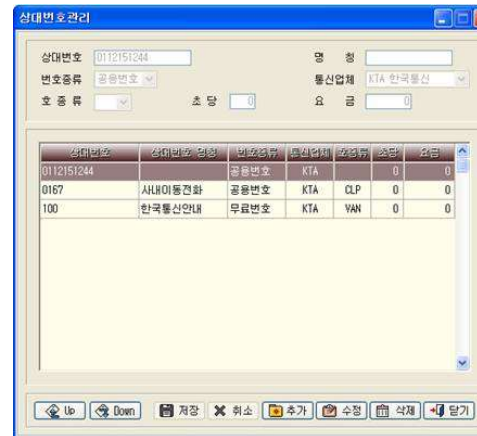 상대번호관리
상대번호 0112151244 명 칭
번호종류 공용번호 통신업체 KTA 한국통신
호 종 류 초 당 0 요 금 0
상대번호 상대번호 명칭 번호종류 통신업체 호종류 초당 요금
0112151244 공용번호 KTA 0 0
0167 사내이동전화 공용번호 KTA CLP 0 0
100 한국통신안내 무료번호 KTA VAN 0 0
Up Down 저장 취소 추가 수정 삭제 닫기